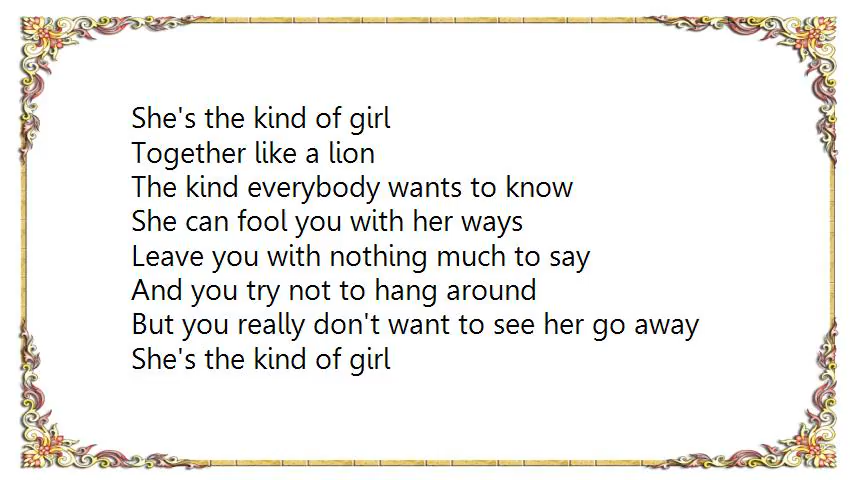 She's the kind of girl
Together like a lion
The kind everybody wants to know
She can fool you with her ways
Leave you with nothing much to say
And you try not to hang around
But you really don't want to see her go away
She's the kind of girl